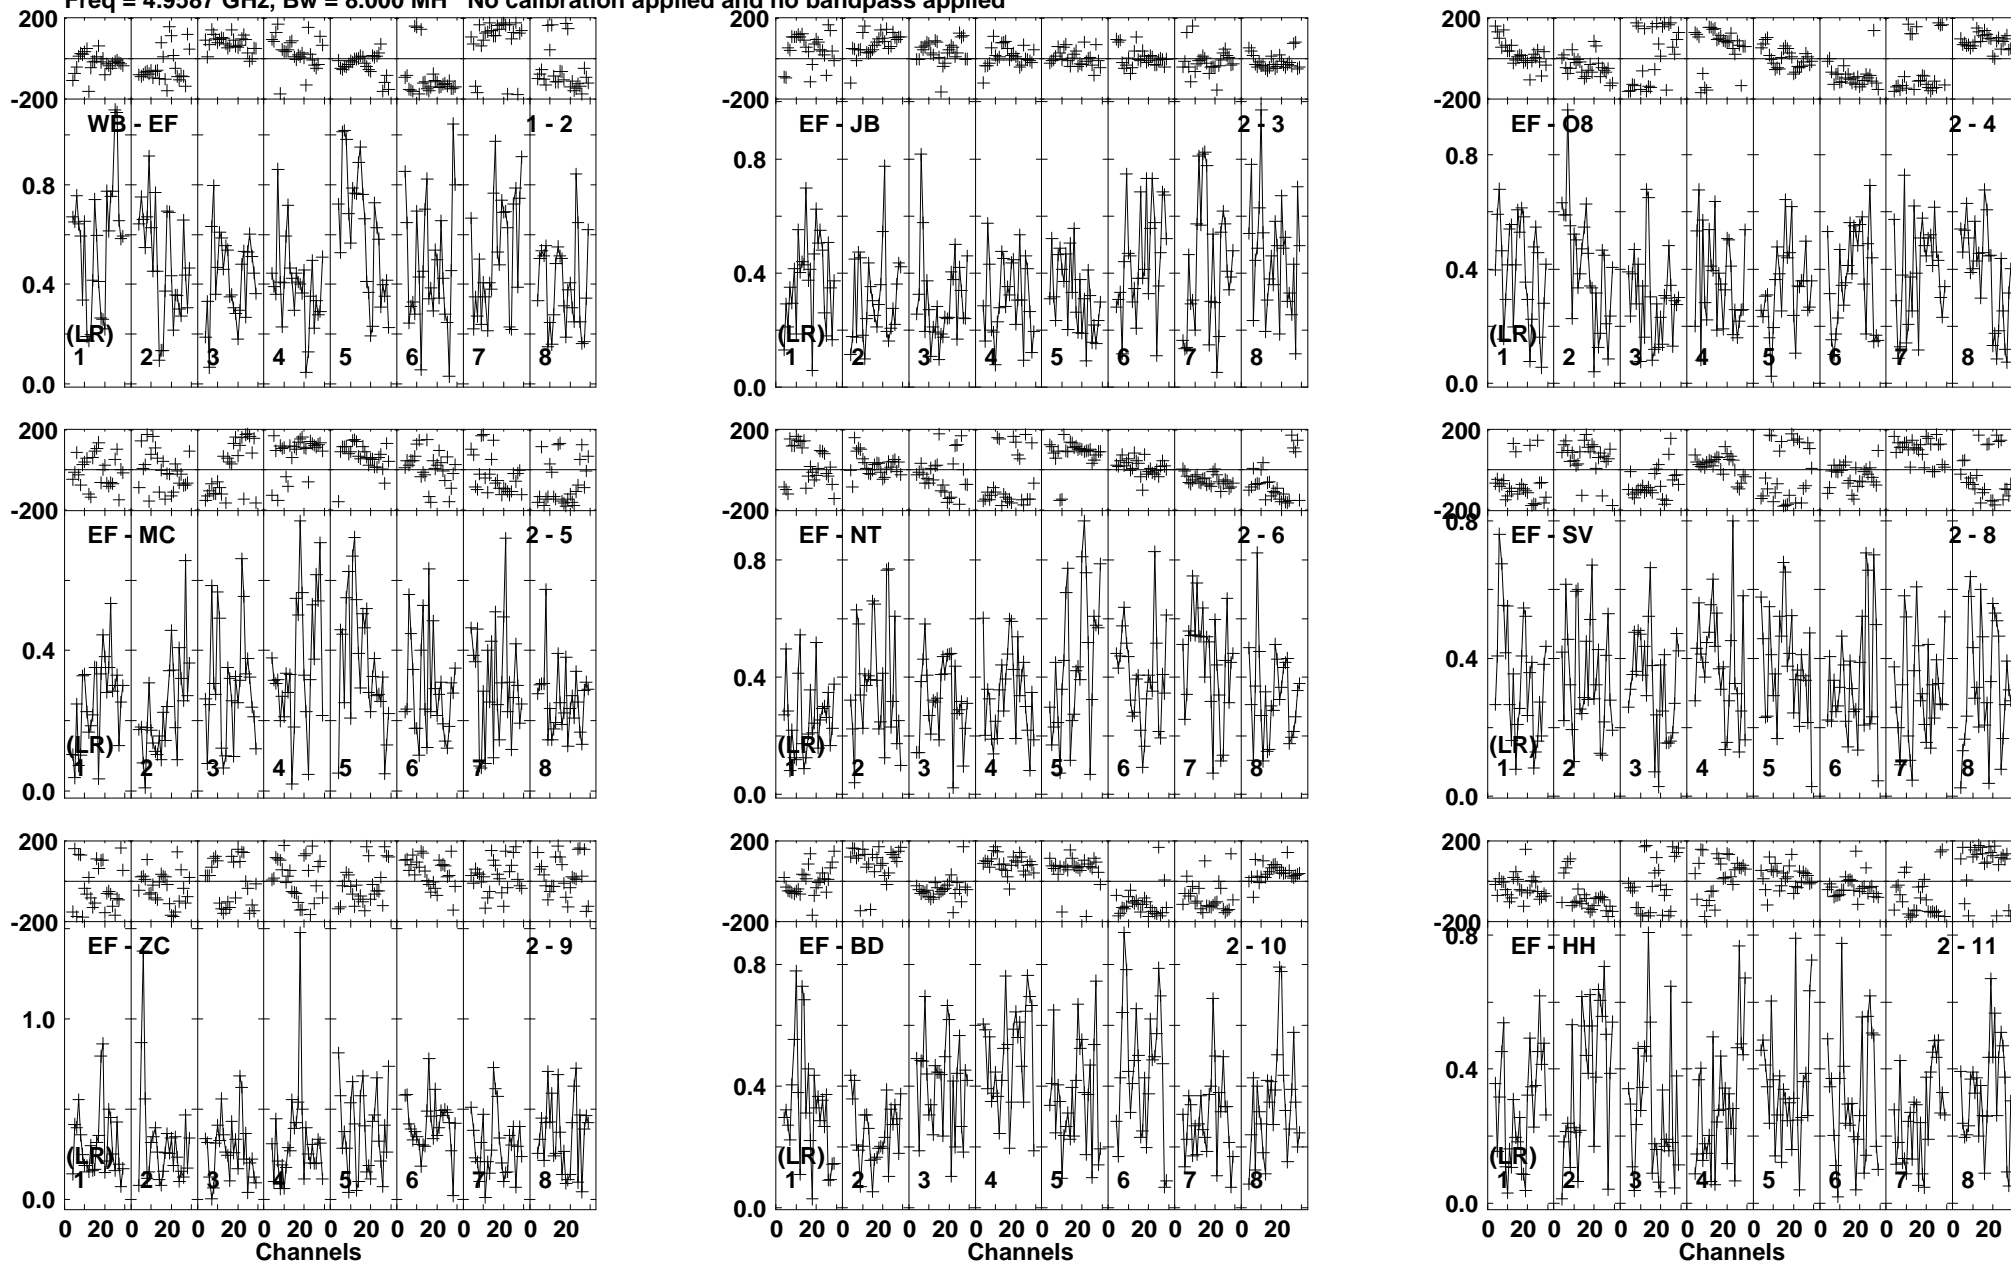 Freq = 4.9587 GHz, Bw = 8.000 MH No calibration applied and no bandpass applied
200 200 200
-200 -200 -200
WB - EF 1 - 2 EF - JB 2 - 3 EF - O8 2 - 4
0.8 0.8 0.8
0.4 0.4 0.4
(LR) (LR) (LR)
1 2 3 4 5 6 7 8 1 2 3 4 5 6 7 8 1 2 3 4 5 6 7 8
0.0 0.0 0.0
200 200 200
-200 -200 -200
0.8
EF - MC 2 - 5 EF - NT 2 - 6 EF - SV 2 - 8
0.8
0.4 0.4 0.4
(LR) (LR) (LR)
1 2 3 4 5 6 7 8 1 2 3 4 5 6 7 8 1 2 3 4 5 6 7 8
0.0 0.0 0.0
200 200 200
-200 -200 -200
0.8
EF - ZC 2 - 9 EF - BD 2 - 10 EF - HH 2 - 11
0.8
1.0
0.4 0.4
(LR) (LR) (LR)
1 2 3 4 5 6 7 8 1 2 3 4 5 6 7 8 1 2 3 4 5 6 7 8
0.0 0.0 0.0
0 20 0 20 0 20 0 20 0 20 0 20 0 20 0 20 0 20 0 20 0 20 0 20 0 20 0 20 0 20 0 20 0 20 0 20 0 20 0 20 0 20 0 20 0 20 0 20
Channels Channels Channels